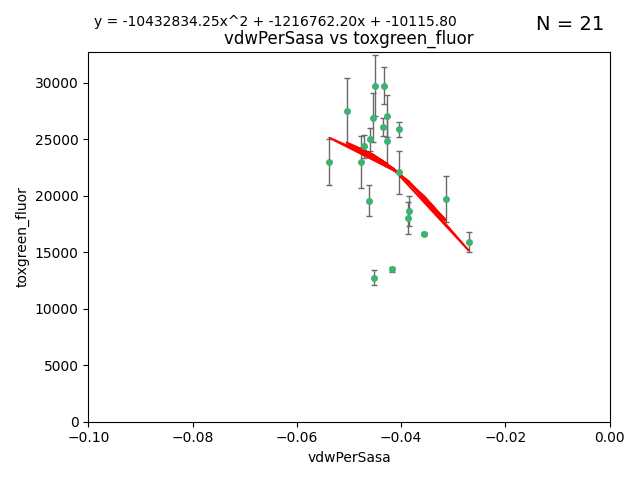 y = -10432834.25x^2 + -1216762.20x + -10115.80
N = 21
vdwPerSasa vs toxgreen_fluor
toxgreen_fluor
30000
25000
20000
15000
10000
5000
0
−0.10
−0.08
−0.06
−0.04
−0.02
0.00
vdwPerSasa